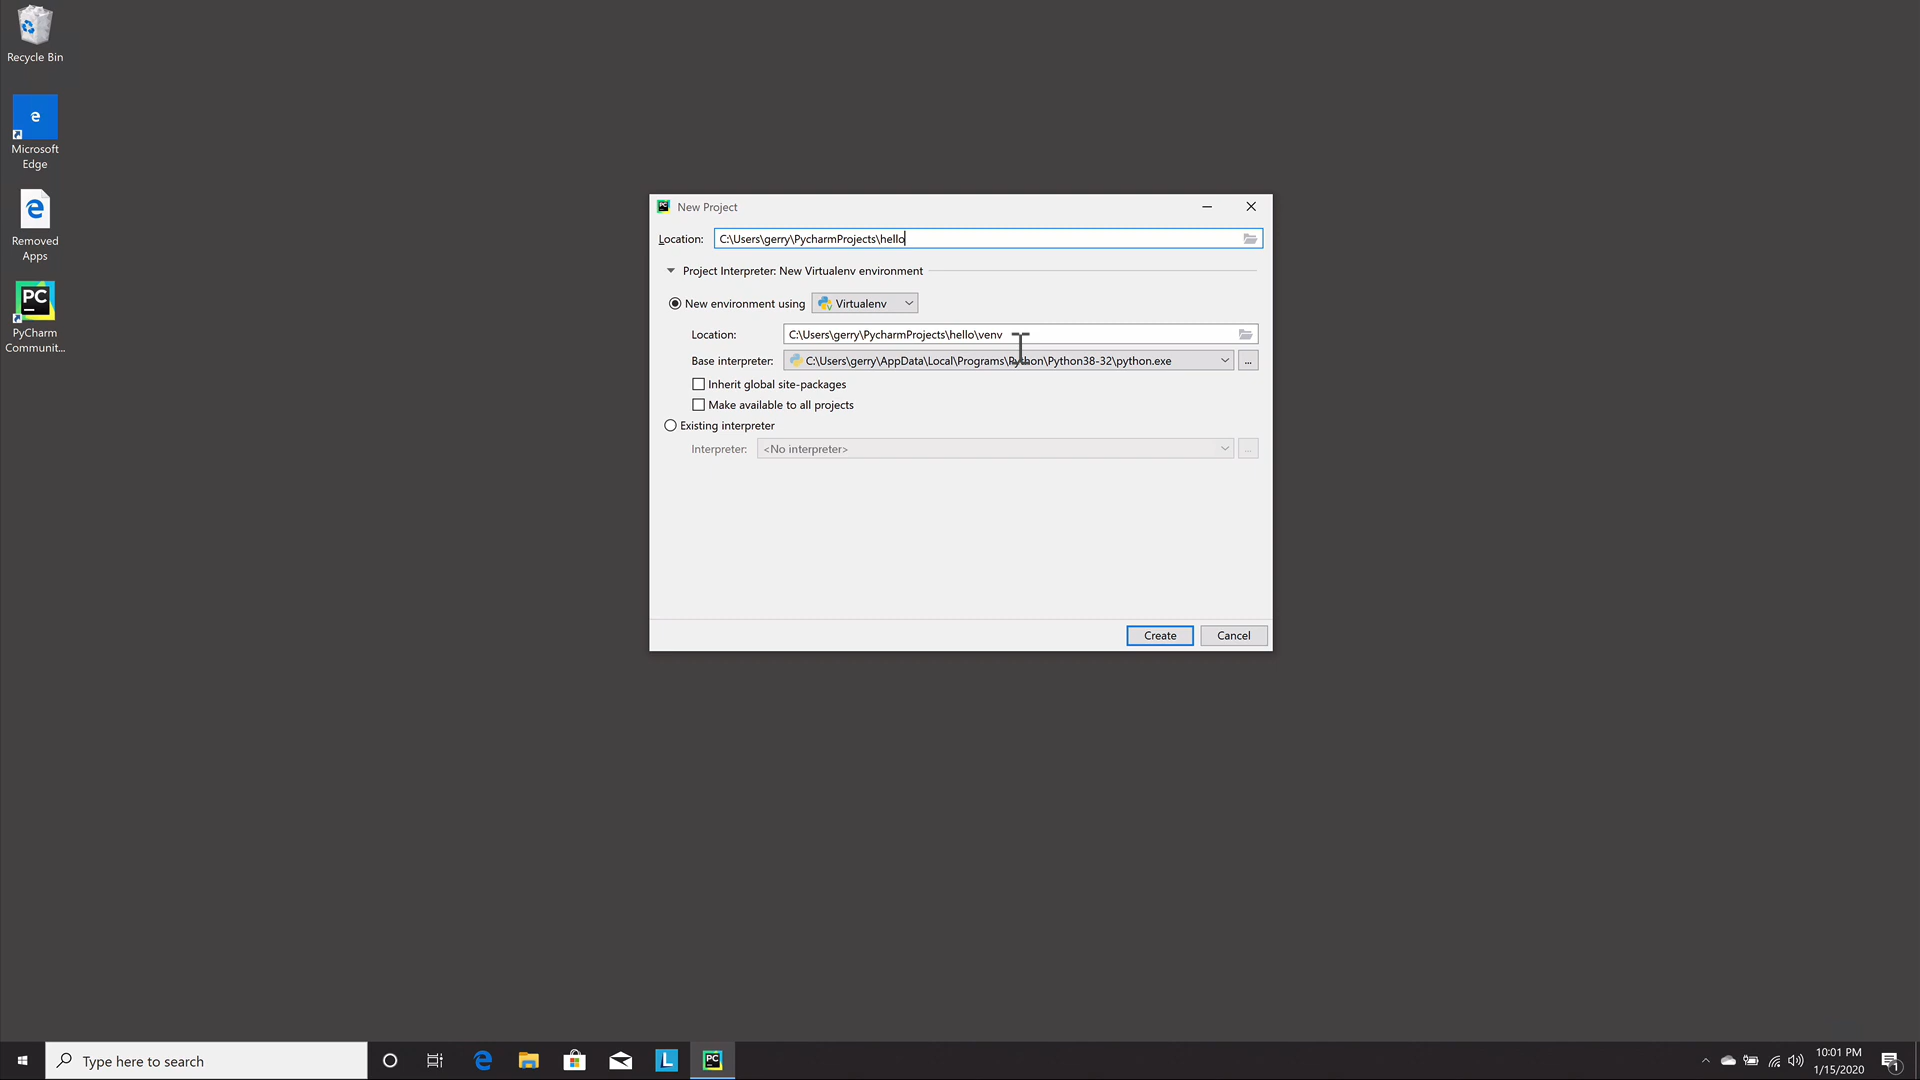 Recycle Bin
Microsoft
Edge
Removed
Apps
PC
PyCharm
Communit...
PC
New Project
Location:
C:\Users\gerry\PycharmProjects\hello
Project Interpreter: New Virtualenv environment
New environment using
Virtualenv
Location:
C:\Users\gerry\PycharmProjects\hello\venv
Base interpreter:
C:\Users\gerry\AppData\Local\Programs\Python\Python38-32\python.exe
...
Inherit global site-packages
Make available to all projects
Existing interpreter
Interpreter:
<No interpreter>
...
Create
Cancel
Type here to search
L
PC
10:01 PM
1/15/2020
1